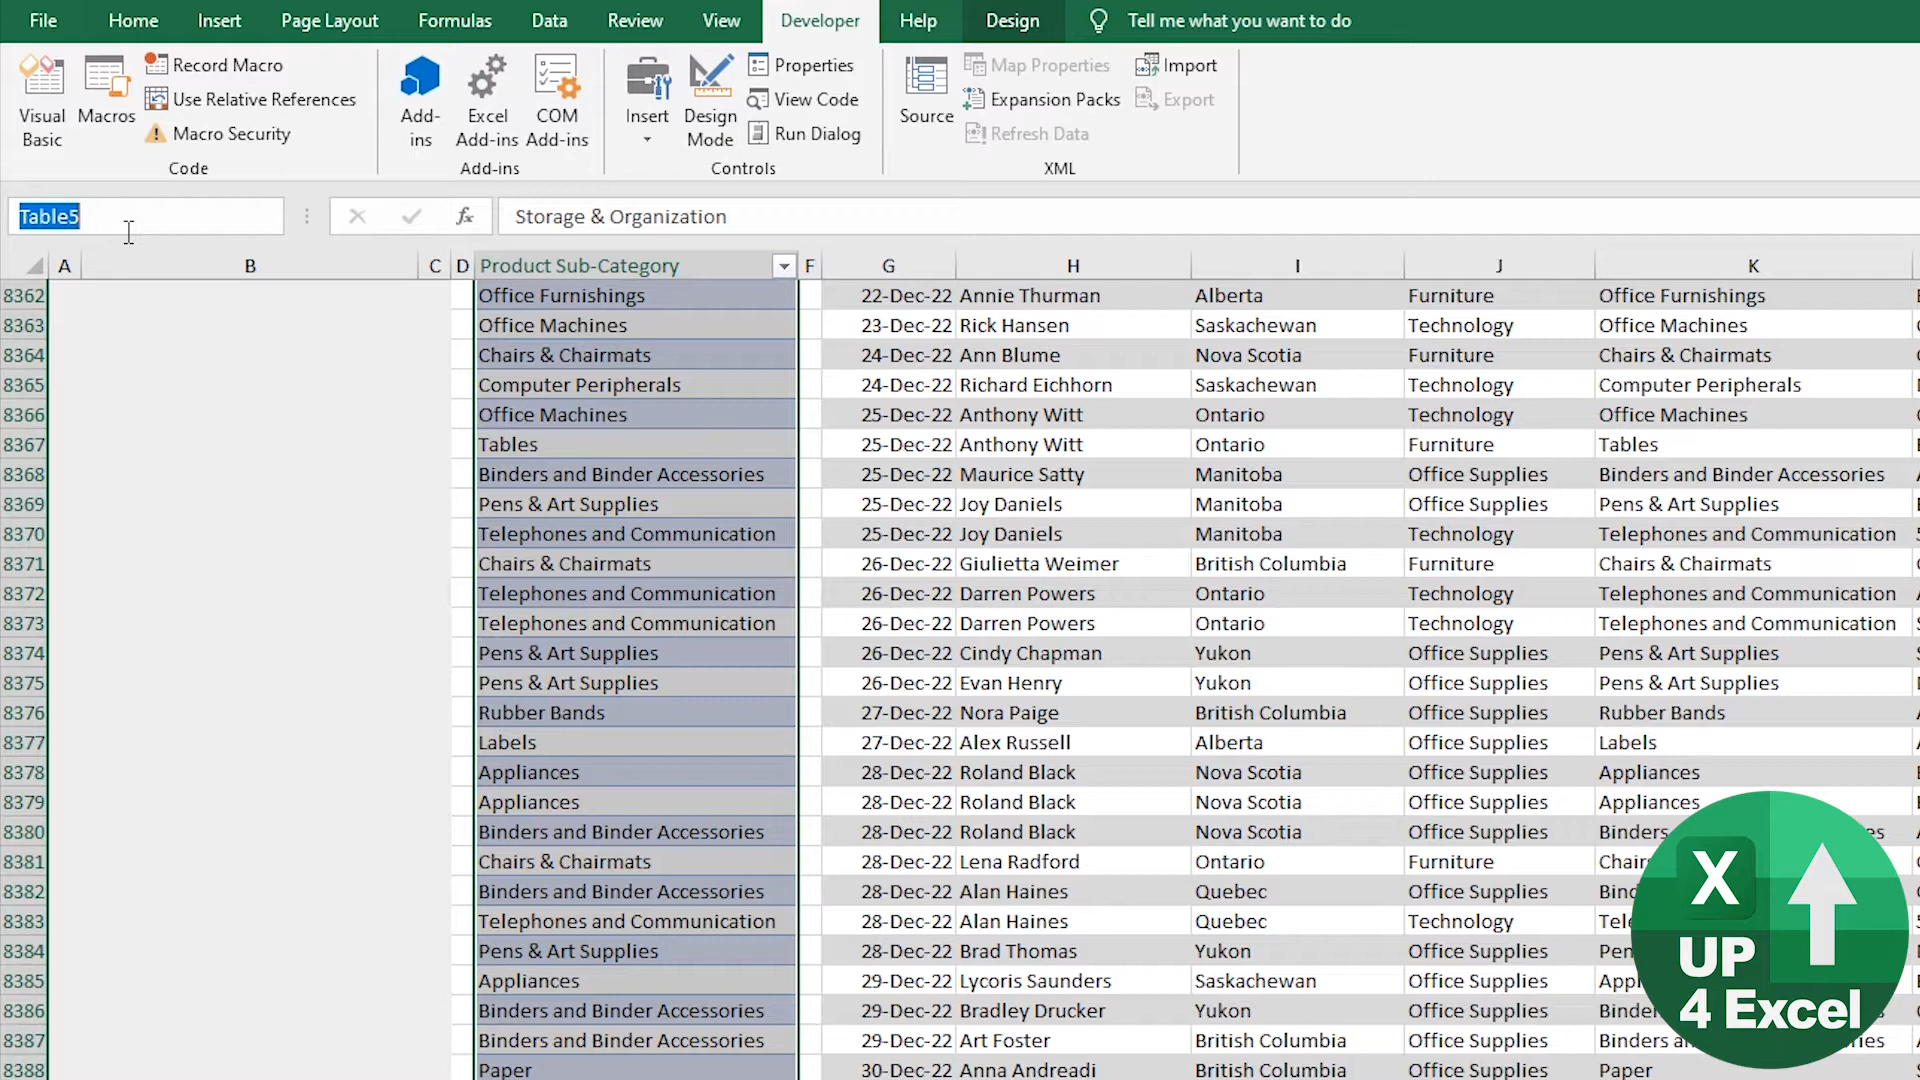 File Home Insert Page Layout Formulas Data Review View Developer Help Design Tell me what you want to do
Visual Basic
Macros
Record Macro
Use Relative References
Macro Security
Code
Add-ins
Excel Add-ins
COM Add-ins
Add-ins
Insert
Design Mode
Properties
View Code
Run Dialog
Controls
Source
Map Properties
Expansion Packs
Refresh Data
Import
Export
XML
Table5 fx Storage & Organization
A B C D Product Sub-Category F G H I J K
8362 Office Furnishings 22-Dec-22 Annie Thurman Alberta Furniture Office Furnishings
8363 Office Machines 23-Dec-22 Rick Hansen Saskachewan Technology Office Machines
8364 Chairs & Chairmats 24-Dec-22 Ann Blume Nova Scotia Furniture Chairs & Chairmats
8365 Computer Peripherals 24-Dec-22 Richard Eichhorn Saskachewan Technology Computer Peripherals
8366 Office Machines 25-Dec-22 Anthony Witt Ontario Technology Office Machines
8367 Tables 25-Dec-22 Anthony Witt Ontario Furniture Tables
8368 Binders and Binder Accessories 25-Dec-22 Maurice Satty Manitoba Office Supplies Binders and Binder Accessories
8369 Pens & Art Supplies 25-Dec-22 Joy Daniels Manitoba Office Supplies Pens & Art Supplies
8370 Telephones and Communication 25-Dec-22 Joy Daniels Manitoba Technology Telephones and Communication
8371 Chairs & Chairmats 26-Dec-22 Giulietta Weimer British Columbia Furniture Chairs & Chairmats
8372 Telephones and Communication 26-Dec-22 Darren Powers Ontario Technology Telephones and Communication
8373 Telephones and Communication 26-Dec-22 Darren Powers Ontario Technology Telephones and Communication
8374 Pens & Art Supplies 26-Dec-22 Cindy Chapman Yukon Office Supplies Pens & Art Supplies
8375 Pens & Art Supplies 26-Dec-22 Evan Henry Yukon Office Supplies Pens & Art Supplies
8376 Rubber Bands 27-Dec-22 Nora Paige British Columbia Office Supplies Rubber Bands
8377 Labels 27-Dec-22 Alex Russell Alberta Office Supplies Labels
8378 Appliances 28-Dec-22 Roland Black Nova Scotia Office Supplies Appliances
8379 Appliances 28-Dec-22 Roland Black Nova Scotia Office Supplies Appliances
8380 Binders and Binder Accessories 28-Dec-22 Roland Black Nova Scotia Office Supplies
8381 Chairs & Chairmats 28-Dec-22 Lena Radford Ontario Furniture
8382 Binders and Binder Accessories 28-Dec-22 Alan Haines Quebec Office Supplies
8383 Telephones and Communication 28-Dec-22 Alan Haines Quebec Technology
8384 Pens & Art Supplies 28-Dec-22 Brad Thomas Yukon Office Supplies
8385 Appliances 29-Dec-22 Lycoris Saunders Saskachewan Office Supplies
8386 Binders and Binder Accessories 29-Dec-22 Bradley Drucker Yukon Office Supplies
8387 Binders and Binder Accessories 29-Dec-22 Art Foster British Columbia Office Supplies
8388 Paper 30-Dec-22 Anna Andreadi British Columbia Office Supplies Paper
X
UP
4 Excel